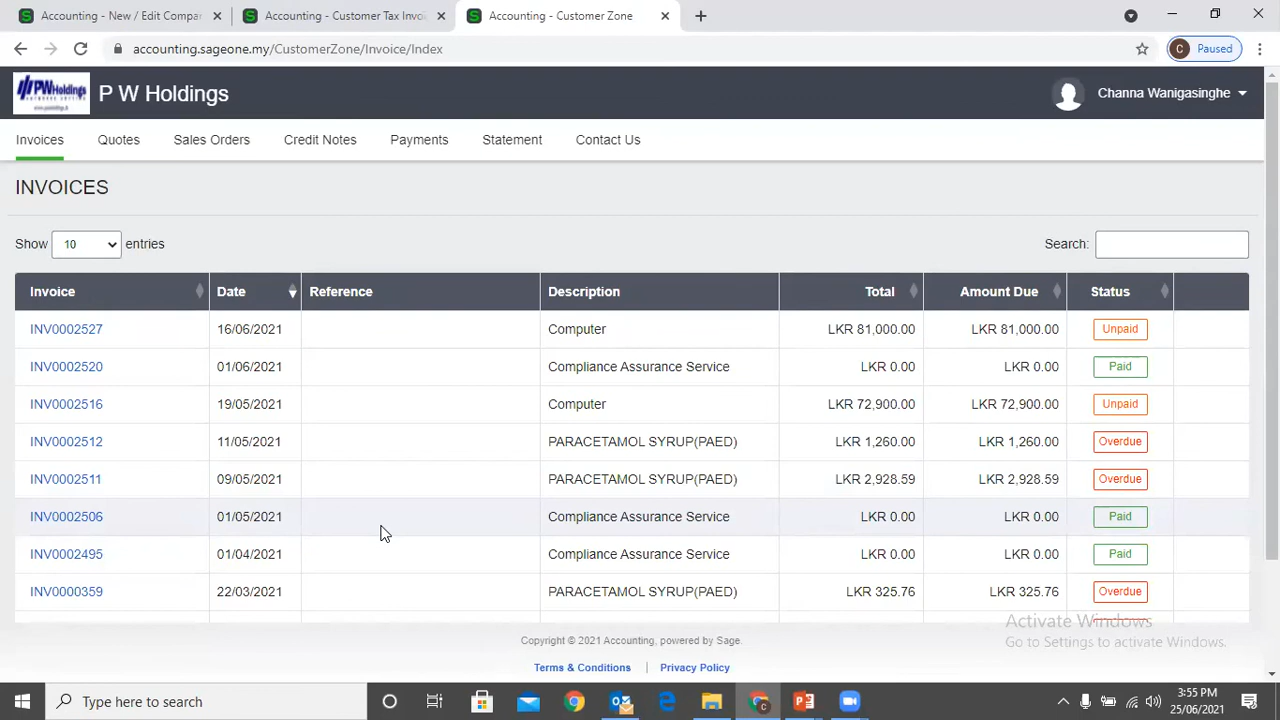 Accounting - New / Edit Compa
Accounting - Customer Tax Invoi
Accounting - Customer Zone
accounting.sageone.my/CustomerZone/Invoice/Index
C Paused
PWHoldings
P W Holdings
Channa Wanigasinghe
Invoices Quotes Sales Orders Credit Notes Payments Statement Contact Us
INVOICES
Show 10 entries
Search:
Invoice Date Reference Description Total Amount Due Status
INV0002527 16/06/2021 Computer LKR 81,000.00 LKR 81,000.00 Unpaid
INV0002520 01/06/2021 Compliance Assurance Service LKR 0.00 LKR 0.00 Paid
INV0002516 19/05/2021 Computer LKR 72,900.00 LKR 72,900.00 Unpaid
INV0002512 11/05/2021 PARACETAMOL SYRUP(PAED) LKR 1,260.00 LKR 1,260.00 Overdue
INV0002511 09/05/2021 PARACETAMOL SYRUP(PAED) LKR 2,928.59 LKR 2,928.59 Overdue
INV0002506 01/05/2021 Compliance Assurance Service LKR 0.00 LKR 0.00 Paid
INV0002495 01/04/2021 Compliance Assurance Service LKR 0.00 LKR 0.00 Paid
INV0000359 22/03/2021 PARACETAMOL SYRUP(PAED) LKR 325.76 LKR 325.76 Overdue
Activate Windows
Go to Settings to activate Windows.
Copyright © 2021 Accounting, powered by Sage.
Terms & Conditions | Privacy Policy
Type here to search
3:55 PM
25/06/2021